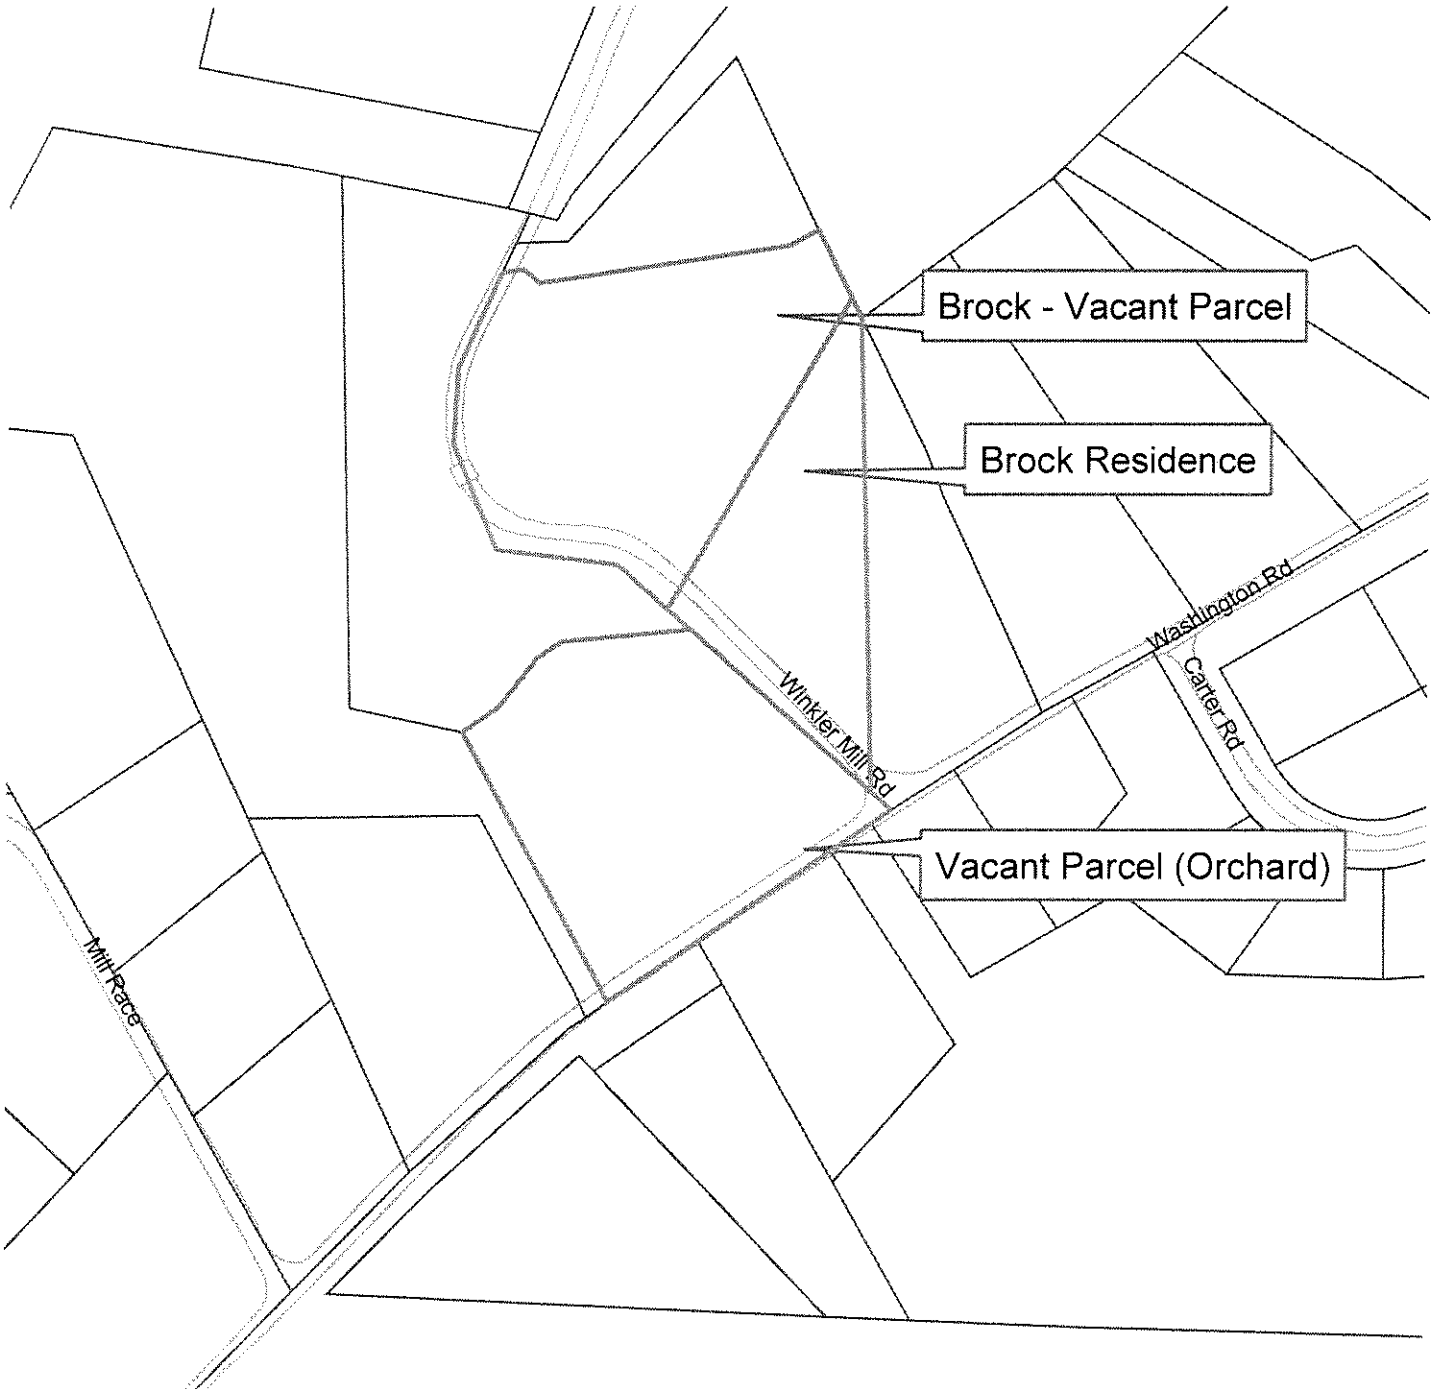 Brock - Vacant Parcel
Brock Residence
Washington Rd
Carter Rd
Winkler Mill Rd
Vacant Parcel (Orchard)
Mill Race